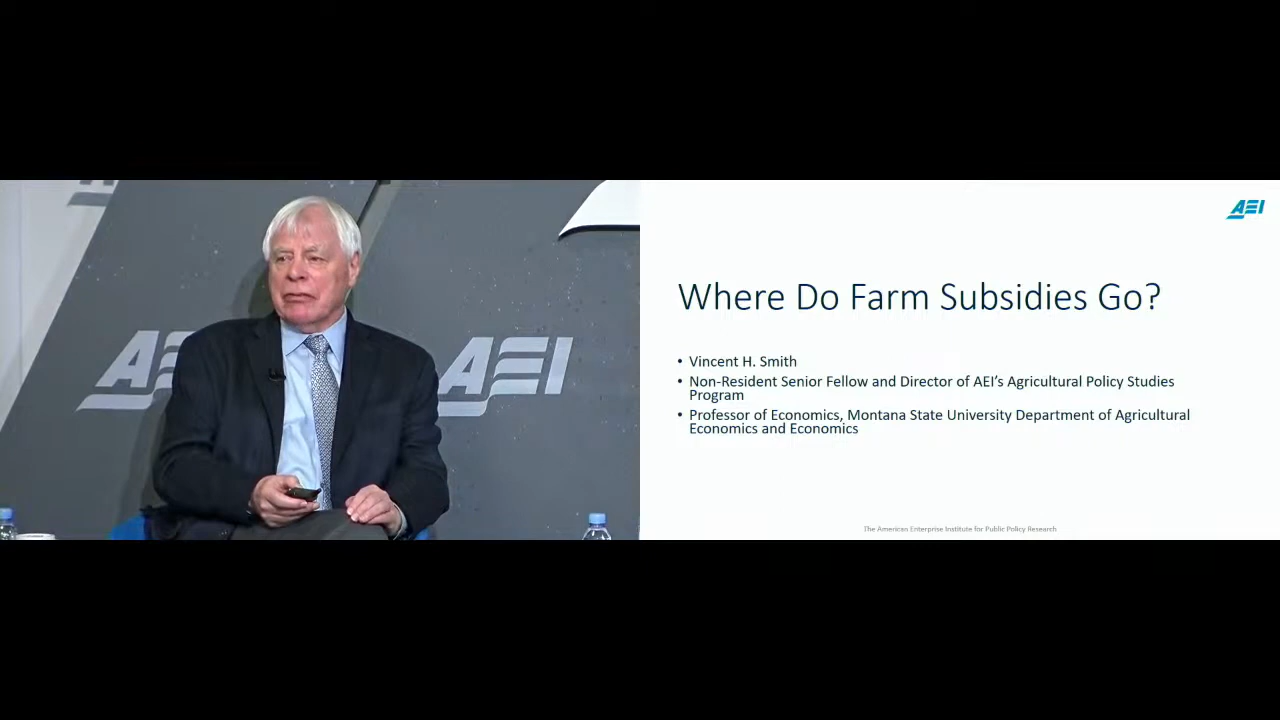 AEI
AEI
AEI
Where Do Farm Subsidies Go?
• Vincent H. Smith
• Non-Resident Senior Fellow and Director of AEI's Agricultural Policy Studies
Program
• Professor of Economics, Montana State University Department of Agricultural
Economics and Economics
The American Enterprise Institute for Public Policy Research